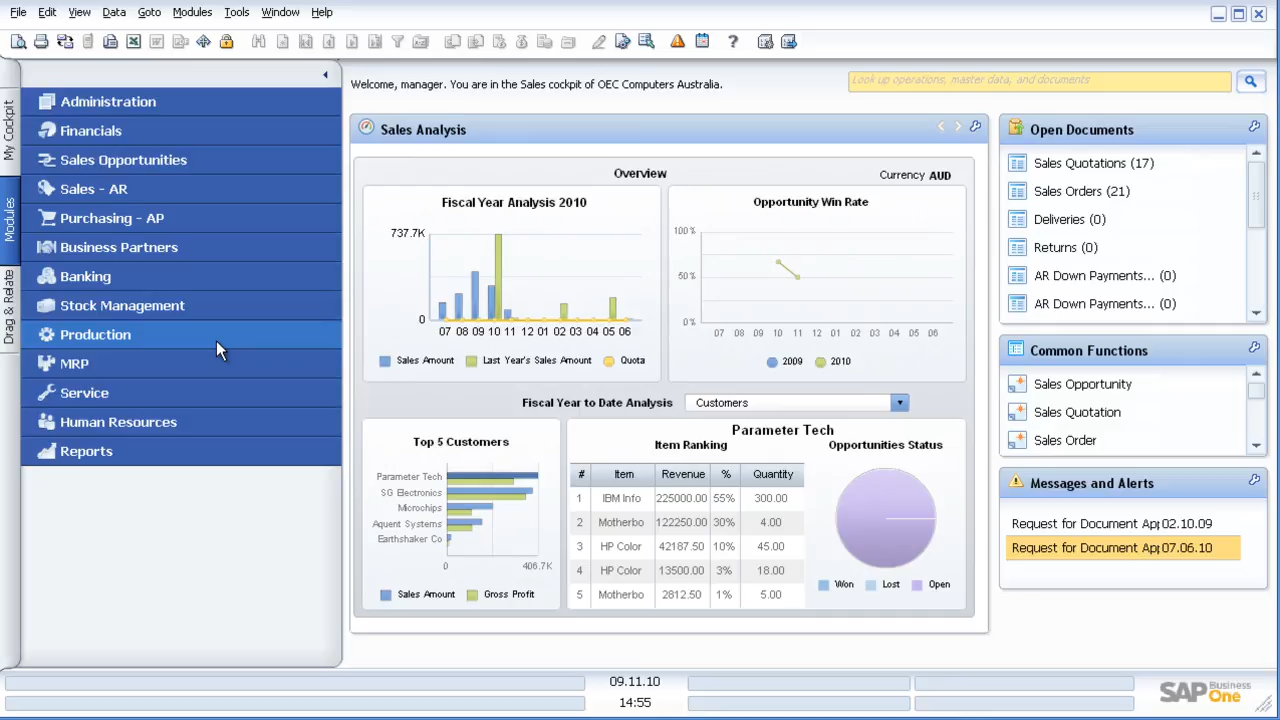 File Edit View Data Goto Modules Tools Window Help
Welcome, manager. You are in the Sales cockpit of OEC Computers Australia.
Look up operations, master data, and documents
My Cockpit
Modules
Drag & Relate
Administration
Financials
Sales Opportunities
Sales - AR
Purchasing - AP
Business Partners
Banking
Stock Management
Production
MRP
Service
Human Resources
Reports
Sales Analysis
Overview
Currency AUD
Fiscal Year Analysis 2010
737.7K
0
07 08 09 10 11 12 01 02 03 04 05 06
Sales Amount Last Year's Sales Amount Quota
Opportunity Win Rate
100%
50%
0%
07 08 09 10 11 12 01 02 03 04 05 06
2009 2010
Fiscal Year to Date Analysis Customers
Top 5 Customers
Parameter Tech
SG Electronics
Microchips
Aquent Systems
Earthshaker Co
0 406.7K
Sales Amount Gross Profit
Parameter Tech
Item Ranking
# Item Revenue % Quantity
1 IBM Info 225000.00 55% 300.00
2 Motherbo 122250.00 30% 4.00
3 HP Color 42187.50 10% 45.00
4 HP Color 13500.00 3% 18.00
5 Motherbo 2812.50 1% 5.00
Opportunities Status
Won Lost Open
Open Documents
Sales Quotations (17)
Sales Orders (21)
Deliveries (0)
Returns (0)
AR Down Payments... (0)
AR Down Payments... (0)
Common Functions
Sales Opportunity
Sales Quotation
Sales Order
Messages and Alerts
Request for Document App 02.10.09
Request for Document App 07.06.10
09.11.10
14:55
SAP Business One